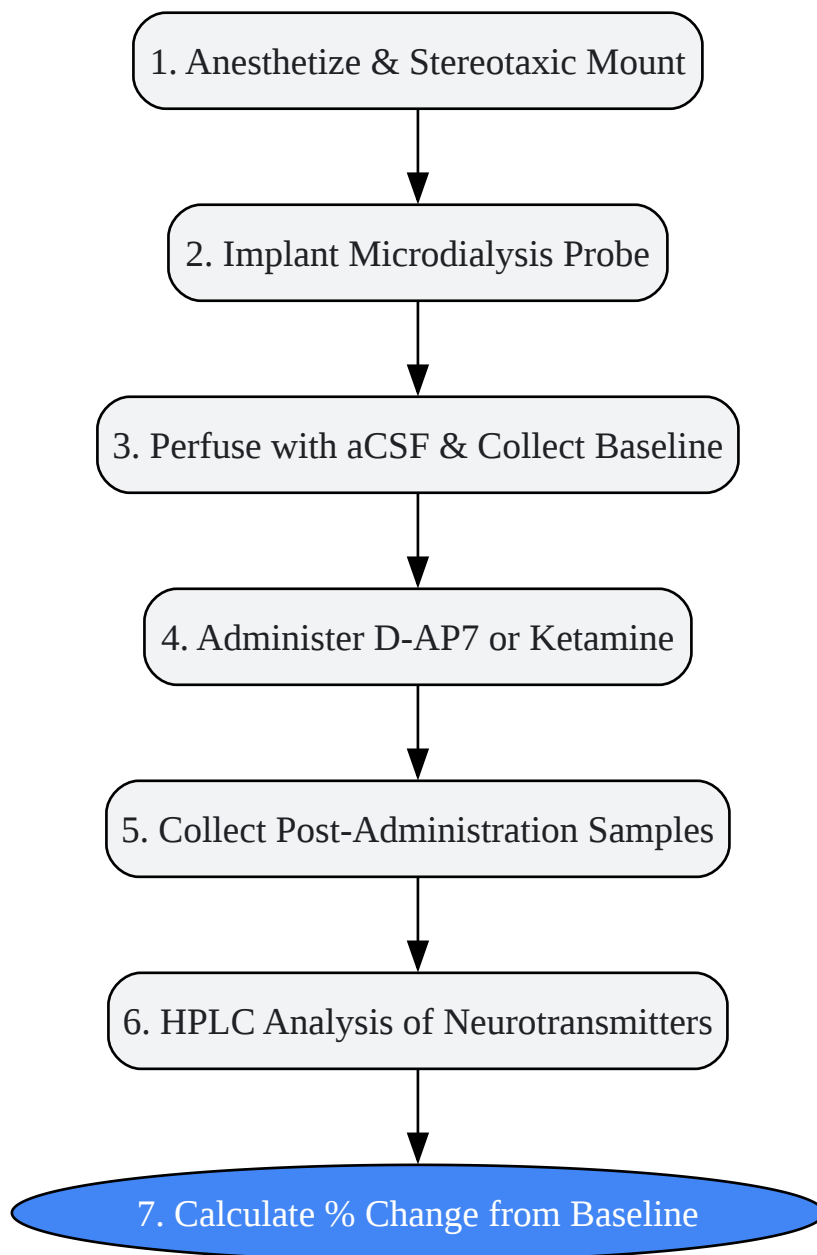 1. Anesthetize & Stereotaxic Mount
2. Implant Microdialysis Probe
3. Perfuse with aCSF & Collect Baseline
4. Administer D-AP7 or Ketamine
5. Collect Post-Administration Samples
6. HPLC Analysis of Neurotransmitters
7. Calculate % Change from Baseline